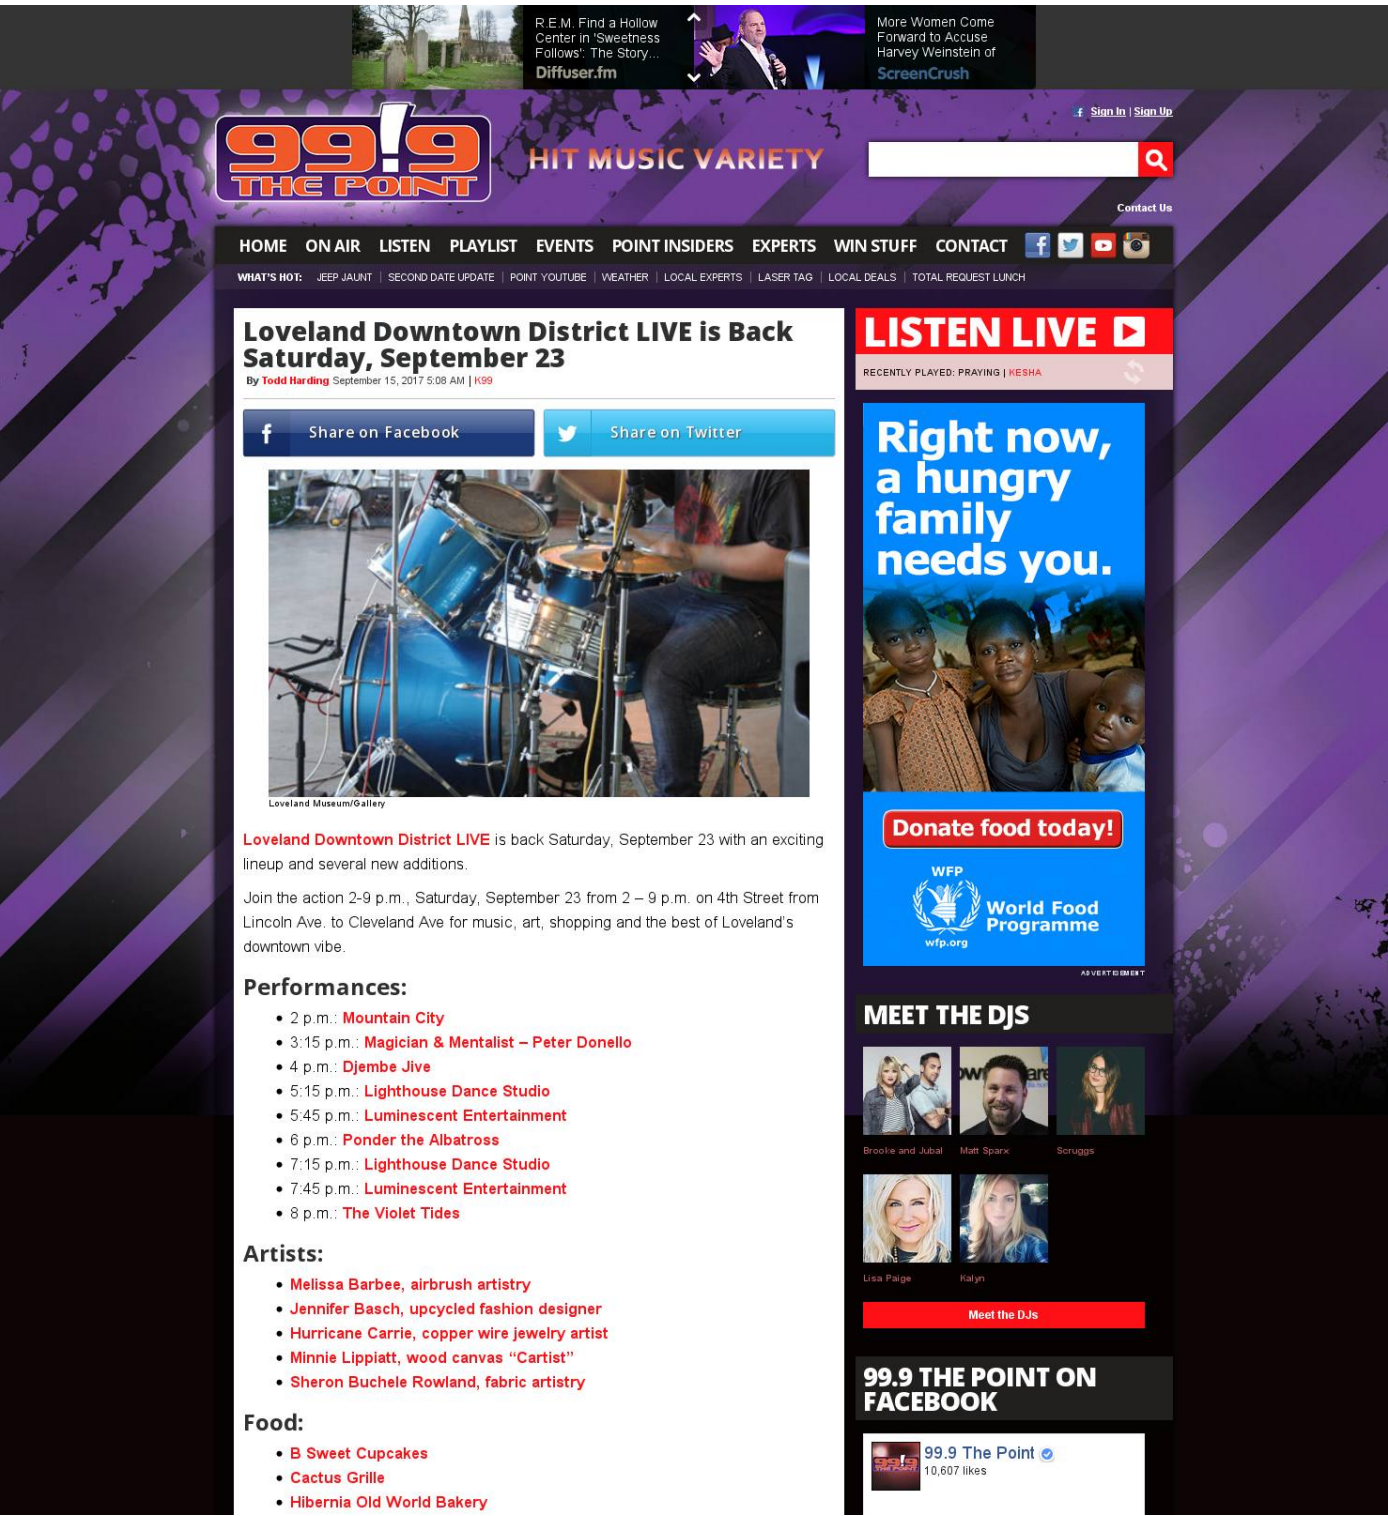 R.E.M. Find a Hollow
Center in 'Sweetness
Follows': The Story...
Diffuser.fm
More Women Come
Forward to Accuse
Harvey Weinstein of
ScreenCrush
99!9
THE POINT
HIT MUSIC VARIETY
Sign In | Sign Up
Contact Us
HOME ON AIR LISTEN PLAYLIST EVENTS POINT INSIDERS EXPERTS WIN STUFF CONTACT
WHAT'S HOT: JEEP JAUNT | SECOND DATE UPDATE | POINT YOUTUBE | WEATHER | LOCAL EXPERTS | LASER TAG | LOCAL DEALS | TOTAL REQUEST LUNCH
Loveland Downtown District LIVE is Back
Saturday, September 23
By Todd Harding September 15, 2017 5:08 AM | K99
Share on Facebook
Share on Twitter
Loveland Museum/Gallery
Loveland Downtown District LIVE is back Saturday, September 23 with an exciting
lineup and several new additions.
Join the action 2-9 p.m., Saturday, September 23 from 2 – 9 p.m. on 4th Street from
Lincoln Ave. to Cleveland Ave for music, art, shopping and the best of Loveland's
downtown vibe.
Performances:
• 2 p.m.: Mountain City
• 3:15 p.m.: Magician & Mentalist – Peter Donello
• 4 p.m.: Djembe Jive
• 5:15 p.m.: Lighthouse Dance Studio
• 5:45 p.m.: Luminescent Entertainment
• 6 p.m.: Ponder the Albatross
• 7:15 p.m.: Lighthouse Dance Studio
• 7:45 p.m.: Luminescent Entertainment
• 8 p.m.: The Violet Tides
Artists:
• Melissa Barbee, airbrush artistry
• Jennifer Basch, upcycled fashion designer
• Hurricane Carrie, copper wire jewelry artist
• Minnie Lippiatt, wood canvas “Cartist”
• Sheron Buchele Rowland, fabric artistry
Food:
• B Sweet Cupcakes
• Cactus Grille
• Hibernia Old World Bakery
LISTEN LIVE
RECENTLY PLAYED: PRAYING | KESHA
Right now,
a hungry
family
needs you.
Donate food today!
WFP
World Food
Programme
wfp.org
ADVERTISEMENT
MEET THE DJS
Brooke and Jubal
Matt Sparx
Scruggs
Lisa Paige
Kalyn
Meet the DJs
99.9 THE POINT ON
FACEBOOK
99.9 The Point
10,607 likes